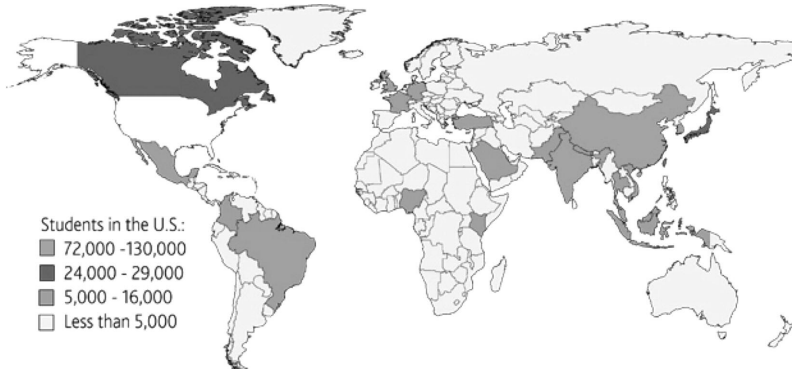 Students in the U.S.:
72,000 -130,000
24,000 - 29,000
5,000 - 16,000
Less than 5,000